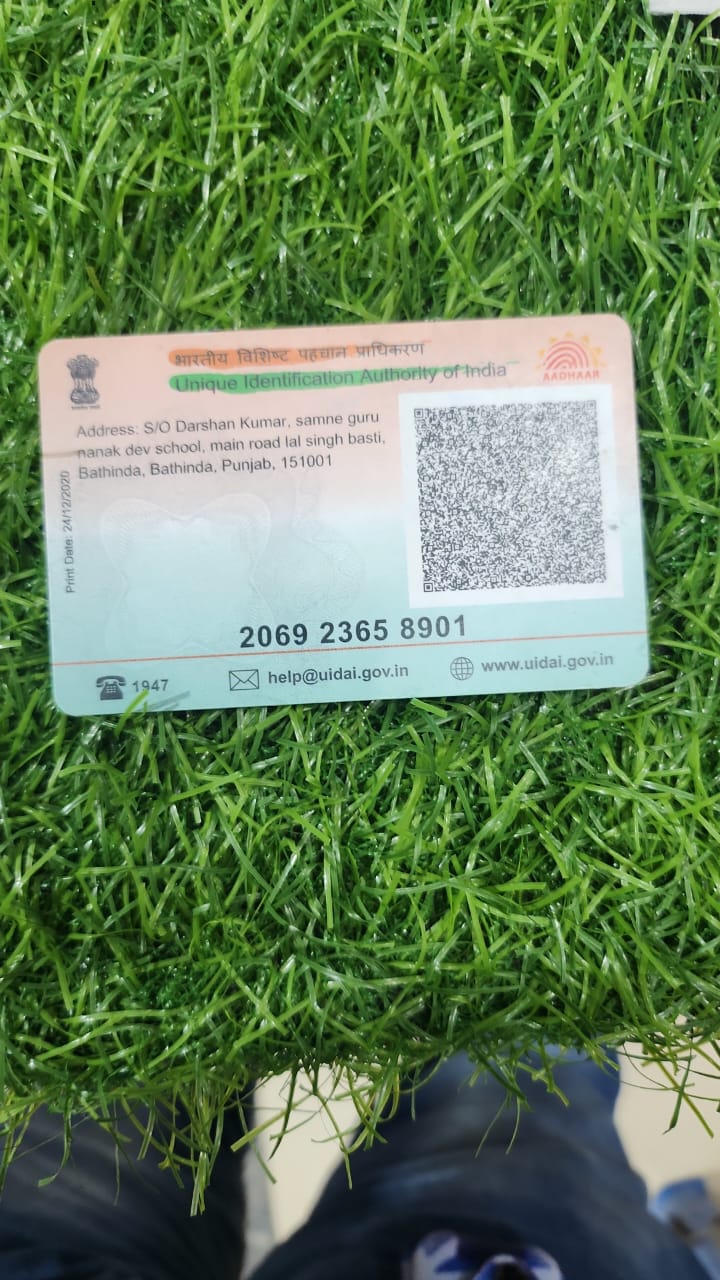 भारतीय विशिष्ट पहचान प्राधिकरण
Unique Identification Authority of India
AADHAAR
Address: S/O Darshan Kumar, samne guru
nanak dev school, main road lal singh basti,
Bathinda, Bathinda, Punjab, 151001
Print Date: 24/12/2020
2069 2365 8901
1947
help@uidai.gov.in
www.uidai.gov.in